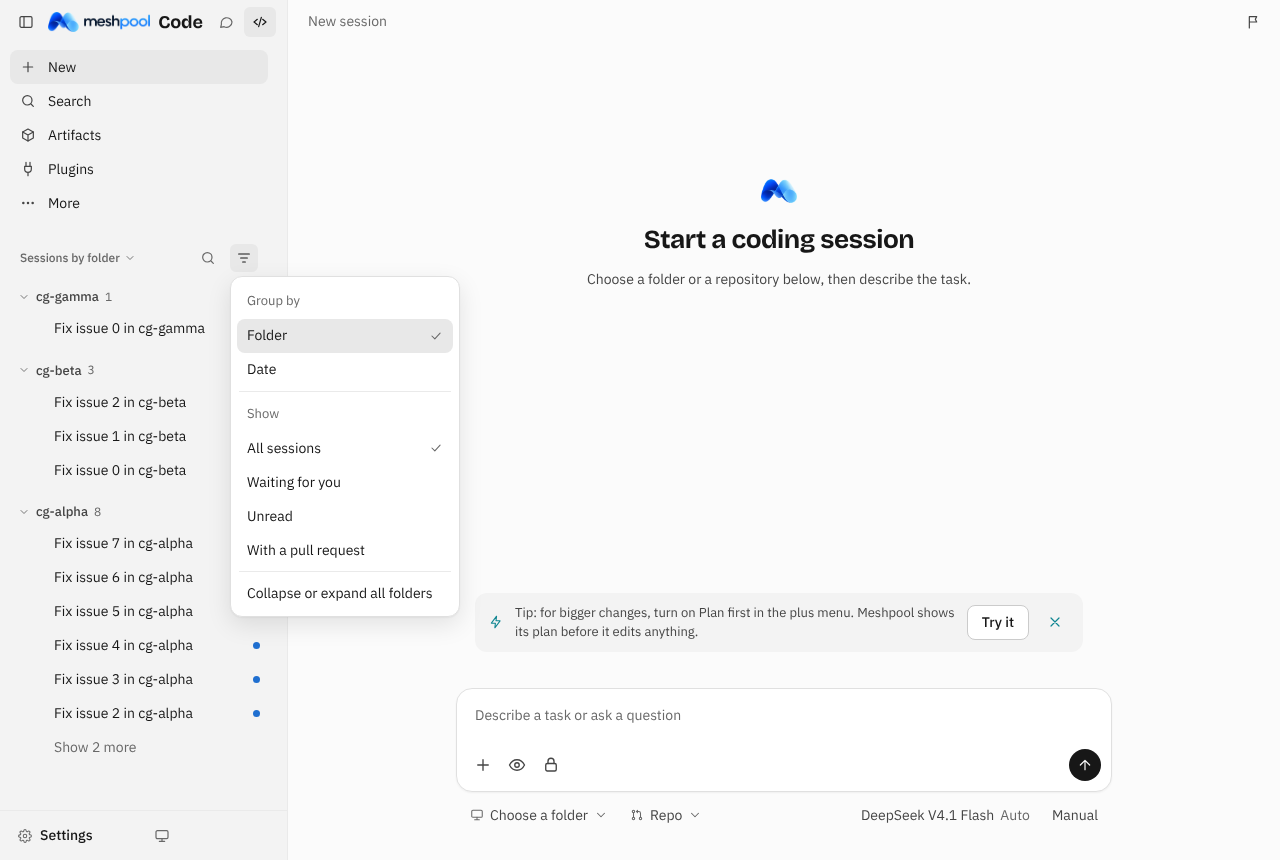 meshpool Code
New session
New
Search
Artifacts
Plugins
More
Sessions by folder
cg-gamma 1
Fix issue 0 in cg-gamma
cg-beta 3
Fix issue 2 in cg-beta
Fix issue 1 in cg-beta
Fix issue 0 in cg-beta
cg-alpha 8
Fix issue 7 in cg-alpha
Fix issue 6 in cg-alpha
Fix issue 5 in cg-alpha
Fix issue 4 in cg-alpha
Fix issue 3 in cg-alpha
Fix issue 2 in cg-alpha
Show 2 more
Settings
Group by
Folder
Date
Show
All sessions
Waiting for you
Unread
With a pull request
Collapse or expand all folders
Start a coding session
Choose a folder or a repository below, then describe the task.
Tip: for bigger changes, turn on Plan first in the plus menu. Meshpool shows
its plan before it edits anything.
Try it
Describe a task or ask a question
Choose a folder
Repo
DeepSeek V4.1 Flash Auto
Manual